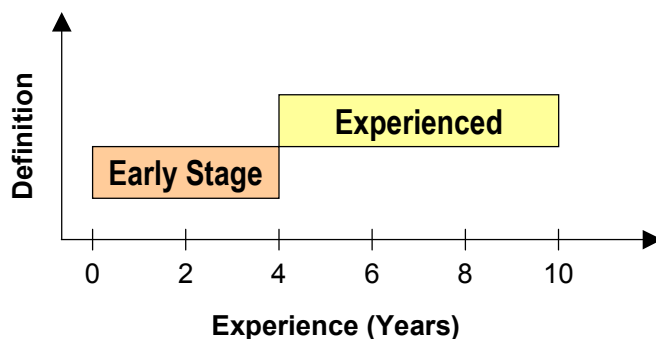 Definition
Experienced
Early Stage
0 2 4 6 8 10
Experience (Years)